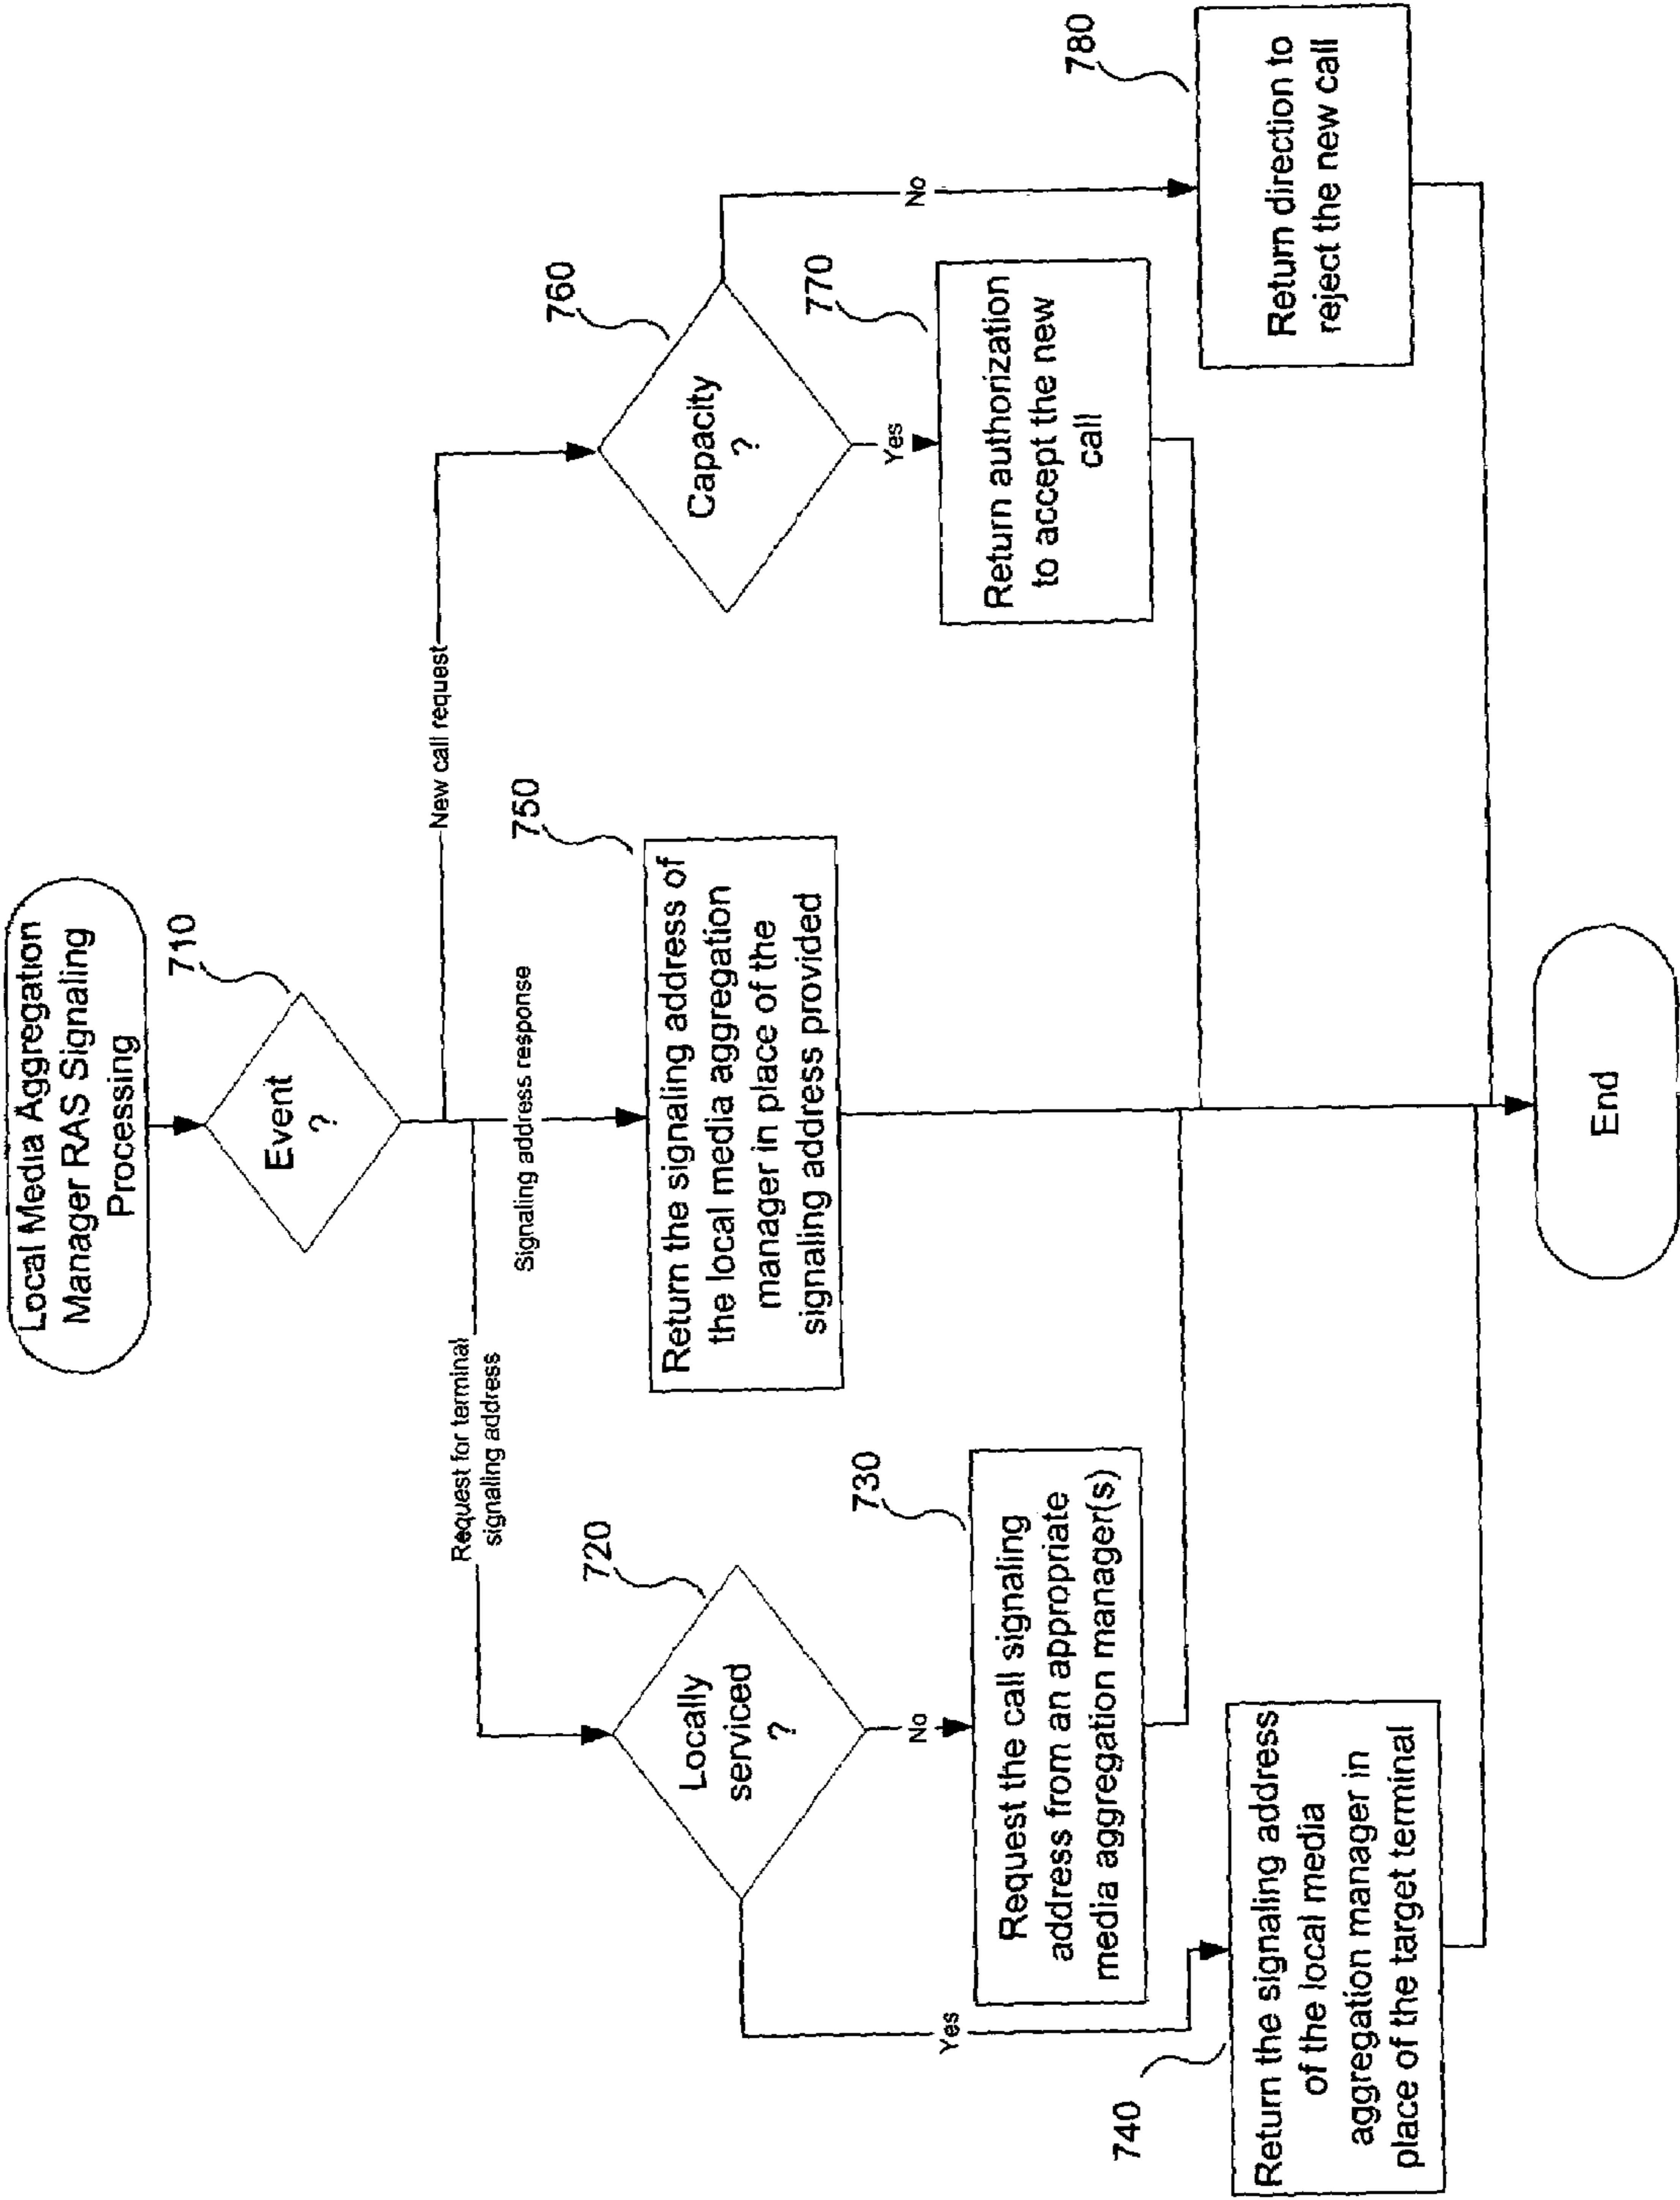 Local Media Aggregation
Manager RAS Signaling
Processing
710
Event
?
New call request
Signaling address response
Request for terminal
signaling address
720
Locally
serviced
?
No
Yes
730
Request the call signaling
address from an appropriate
media aggregation manager(s)
740
Return the signaling address
of the local media
aggregation manager in
place of the target terminal
750
Return the signaling address of
the local media aggregation
manager in place of the
signaling address provided
760
Capacity
?
Yes
No
770
Return authorization
to accept the new
call
780
Return direction to
reject the new call
End